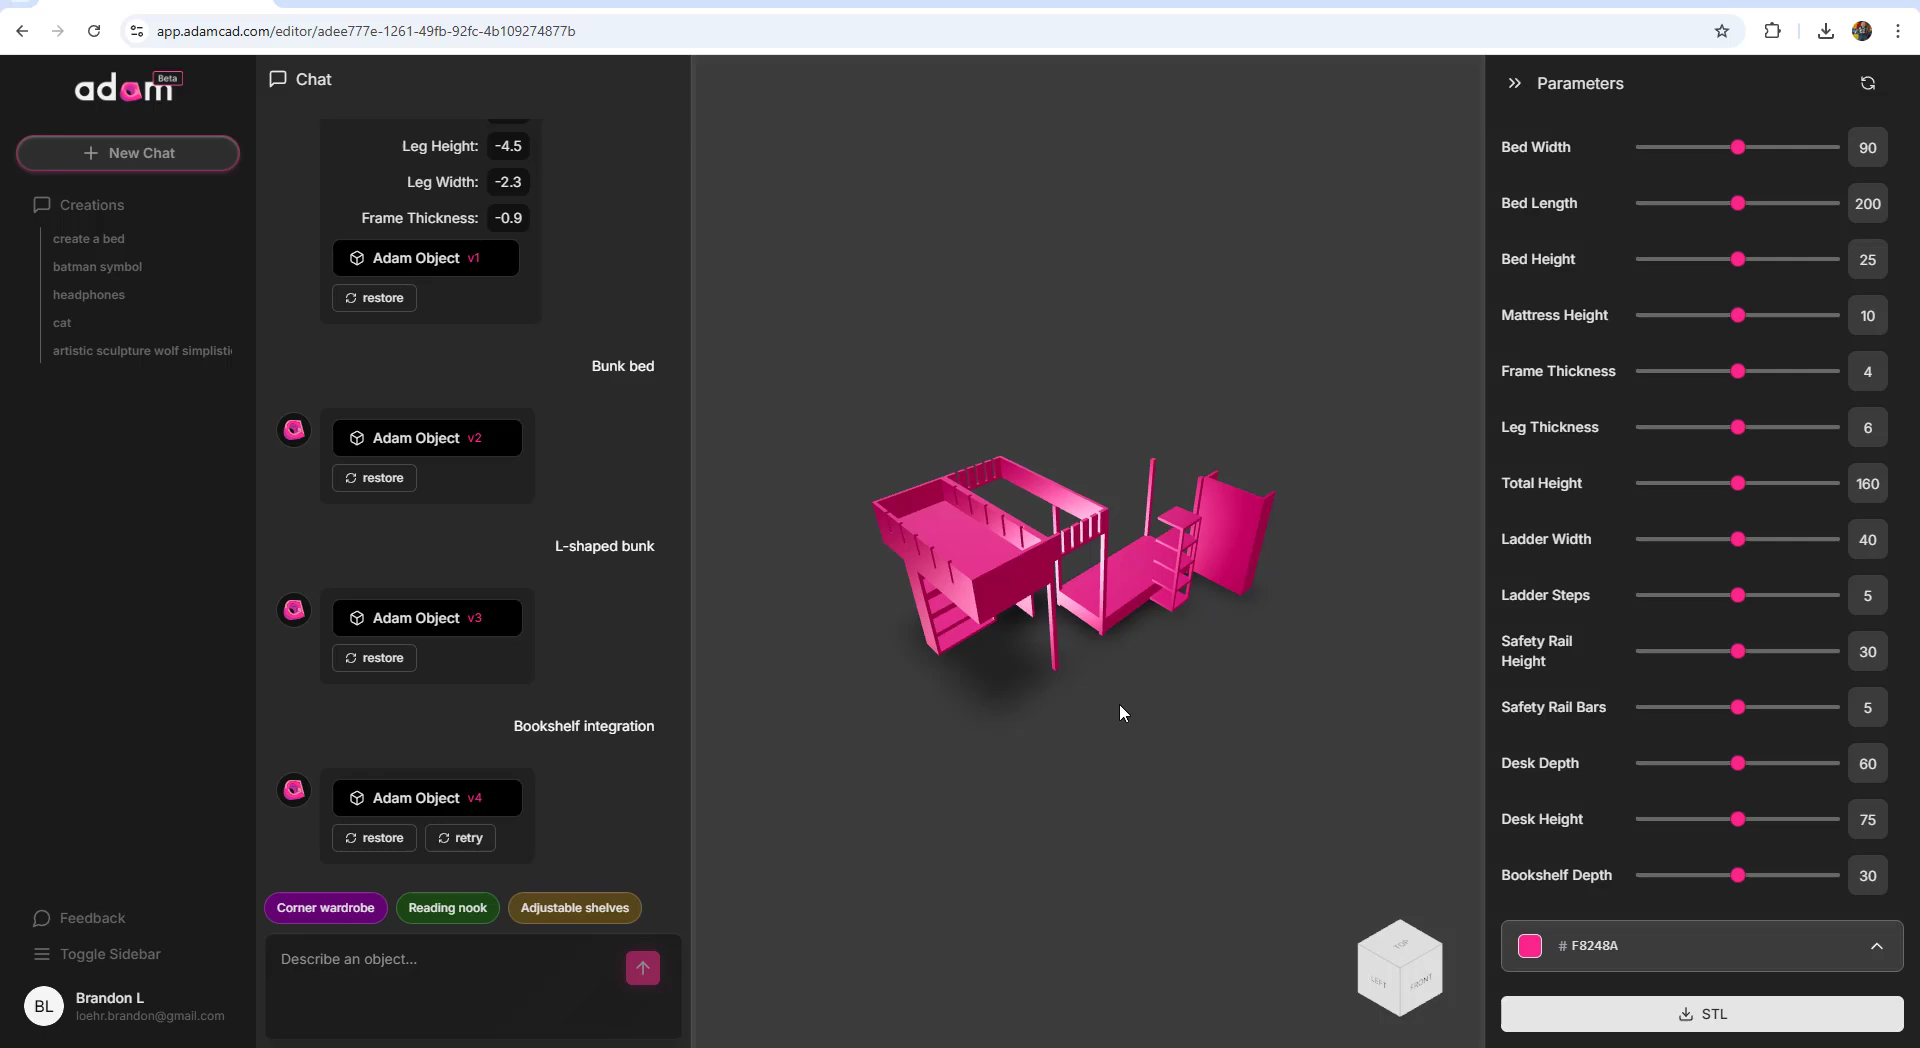 app.adamcad.com/editor/adee777e-1261-49fb-92fc-4b109274877b
adam Beta
New Chat
Creations
create a bed
batman symbol
headphones
cat
artistic sculpture wolf simplisti
Feedback
Toggle Sidebar
BL
Brandon L
loehr.brandon@gmail.com
Chat
Leg Height: -4.5
Leg Width: -2.3
Frame Thickness: -0.9
Adam Object v1
restore
Bunk bed
Adam Object v2
restore
L-shaped bunk
Adam Object v3
restore
Bookshelf integration
Adam Object v4
restore retry
Corner wardrobe Reading nook Adjustable shelves
Describe an object...
TOP
LEFT FRONT
Parameters
Bed Width 90
Bed Length 200
Bed Height 25
Mattress Height 10
Frame Thickness 4
Leg Thickness 6
Total Height 160
Ladder Width 40
Ladder Steps 5
Safety Rail
Height 30
Safety Rail Bars 5
Desk Depth 60
Desk Height 75
Bookshelf Depth 30
# F8248A
STL